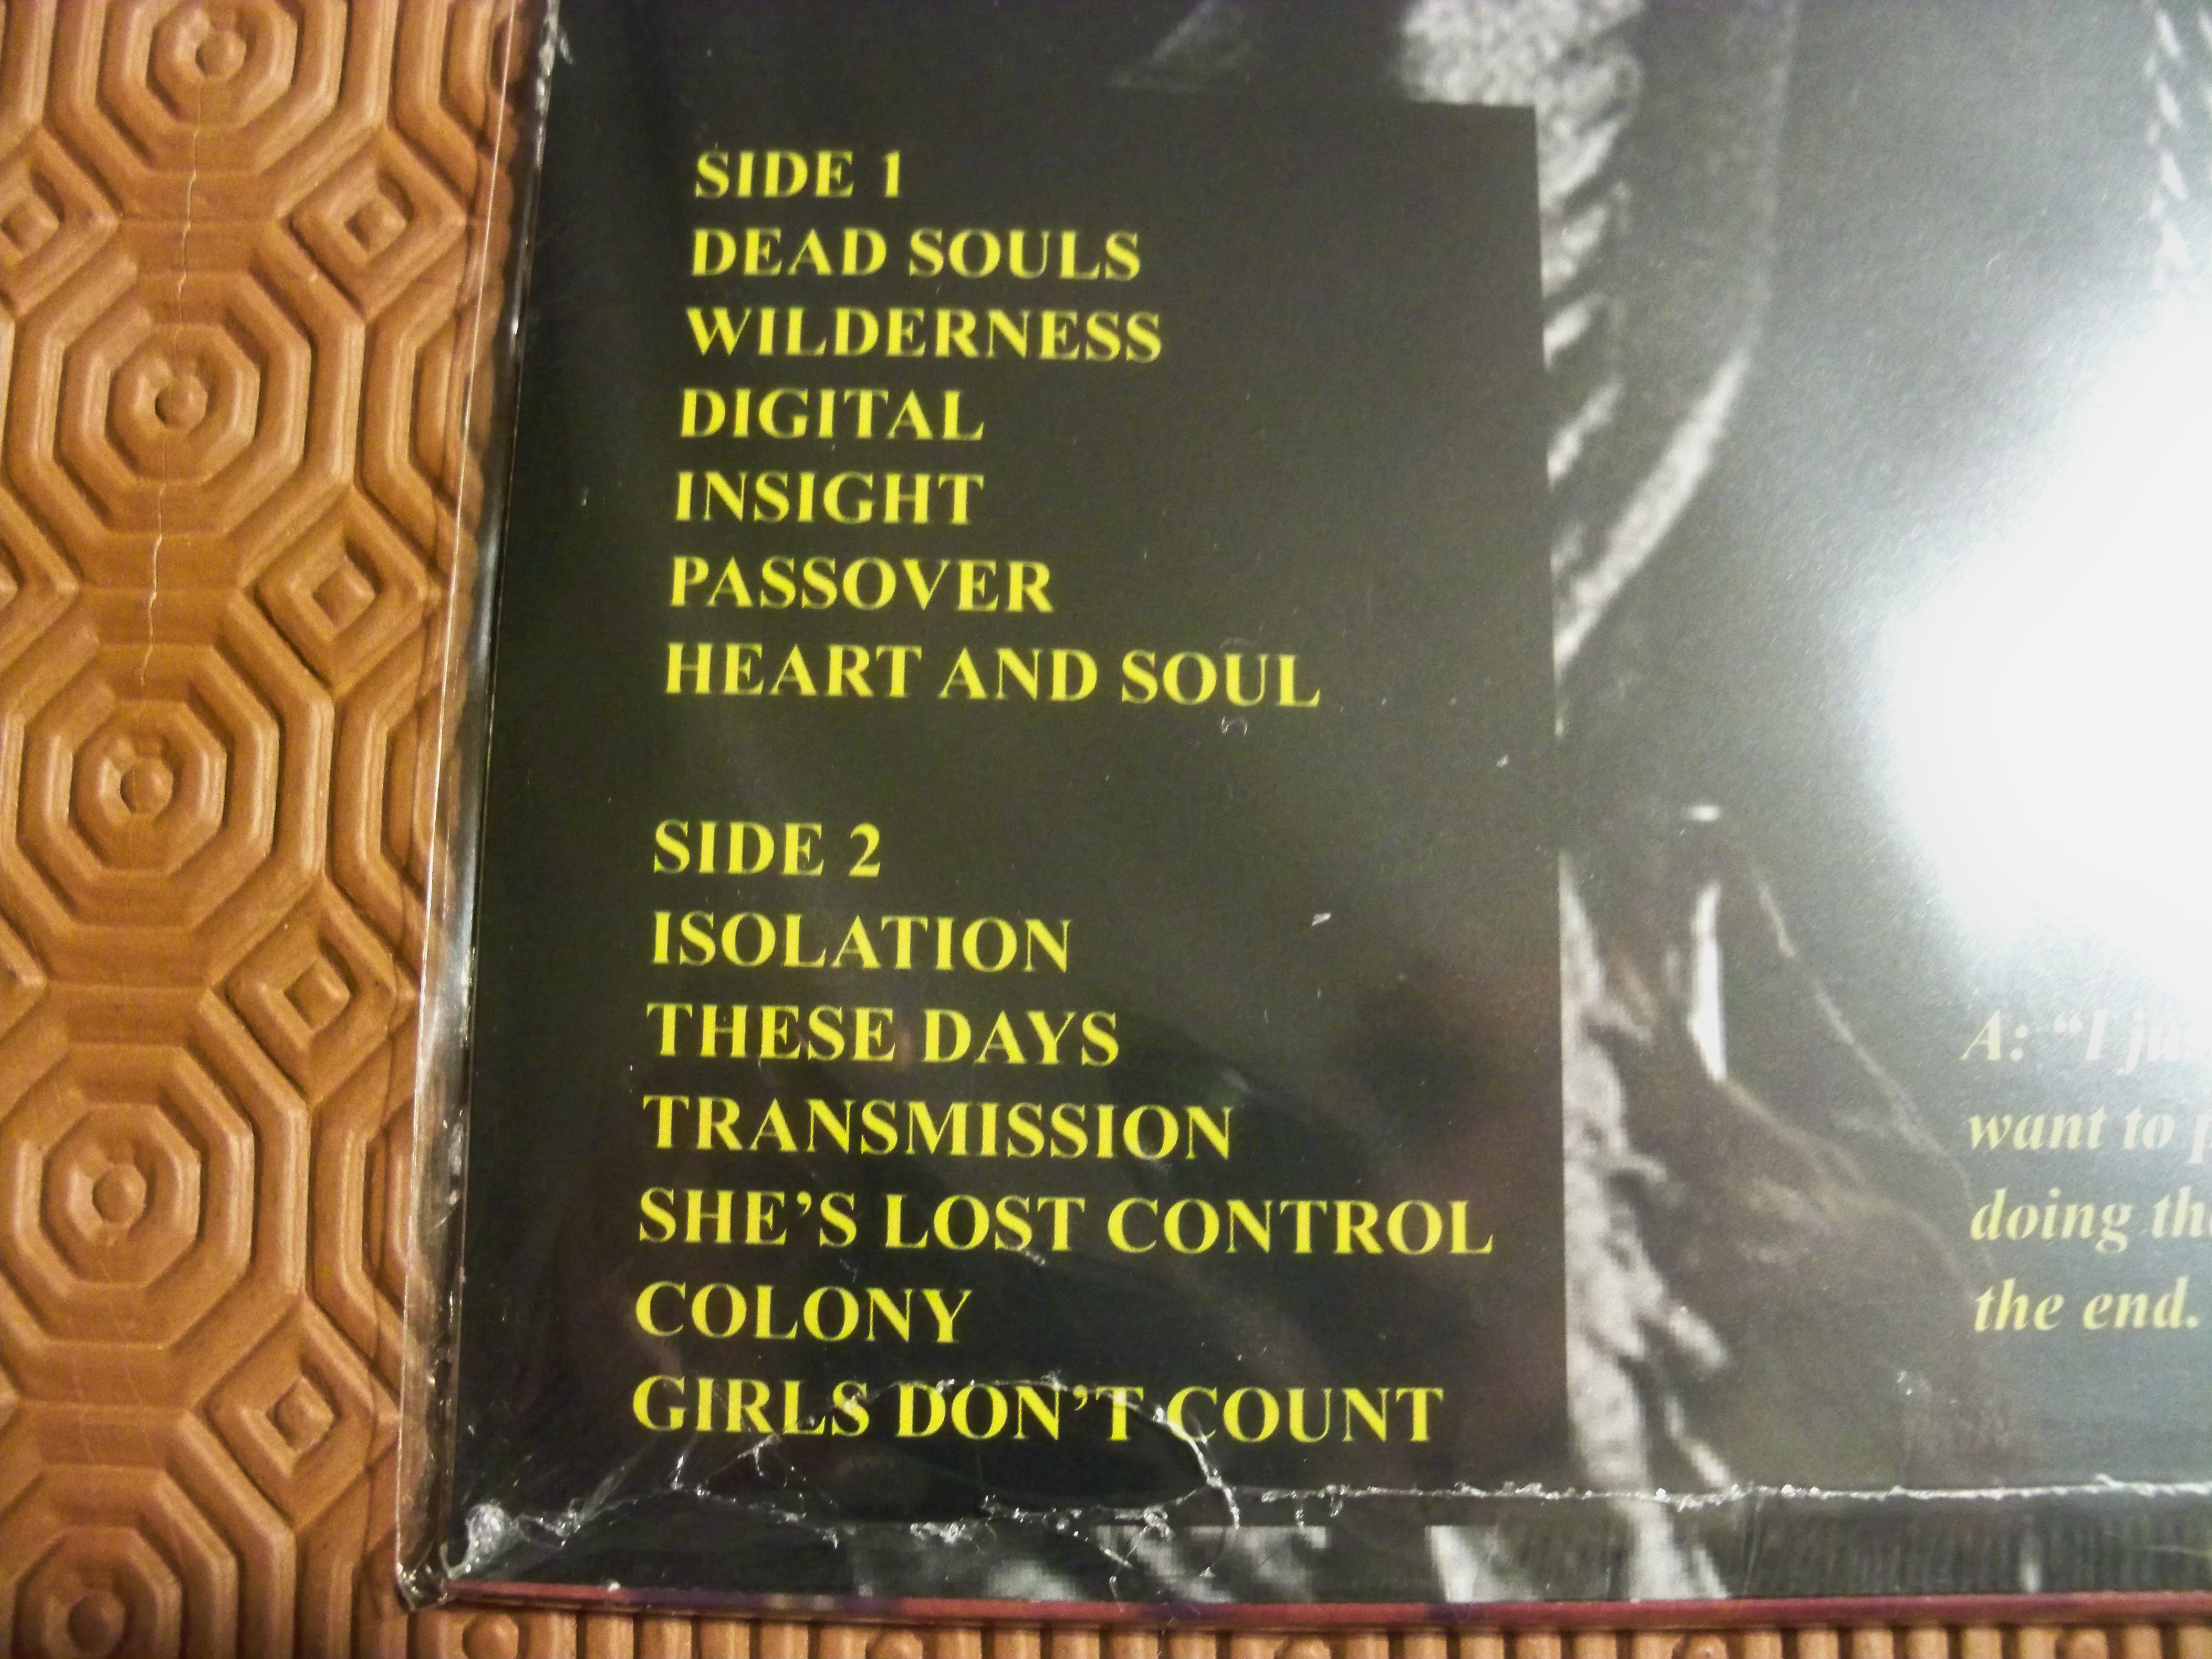 SIDE 1
DEAD SOULS
WILDERNESS
DIGITAL
INSIGHT
PASSOVER
HEART AND SOUL
SIDE 2
ISOLATION
THESE DAYS
TRANSMISSION
SHE'S LOST CONTROL
COLONY
GIRLS DON'T COUNT
A: "I
want to
doing
the end.